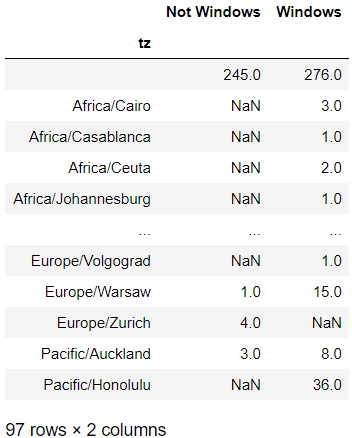 Not Windows Windows
tz
245.0 276.0
Africa/Cairo NaN 3.0
Africa/Casablanca NaN 1.0
Africa/Ceuta NaN 2.0
Africa/Johannesburg NaN 1.0
... ... ...
Europe/Volgograd NaN 1.0
Europe/Warsaw 1.0 15.0
Europe/Zurich 4.0 NaN
Pacific/Auckland 3.0 8.0
Pacific/Honolulu NaN 36.0
97 rows × 2 columns